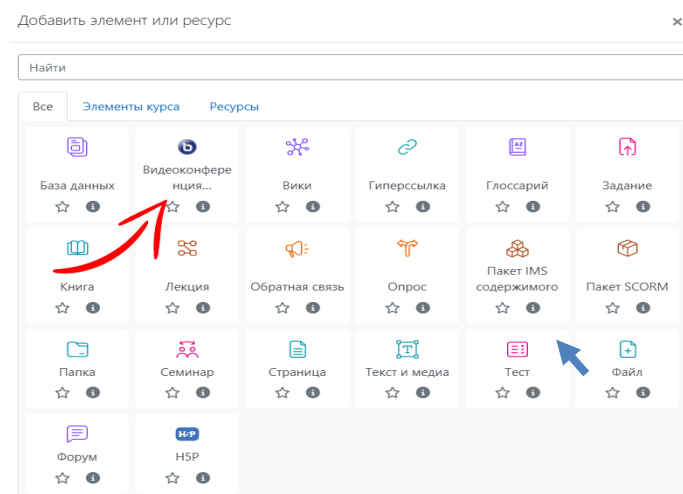 Добавить элемент или ресурс
Найти
Все Элементы курса Ресурсы
База данных
Видеоконфере
нция...
Вики
Гиперссылка
Глоссарий
Задание
Книга
Лекция
Обратная связь
Опрос
Пакет IMS
содержимого
Пакет SCORM
Папка
Семинар
Страница
Текст и медиа
Тест
Файл
Форум
H5P